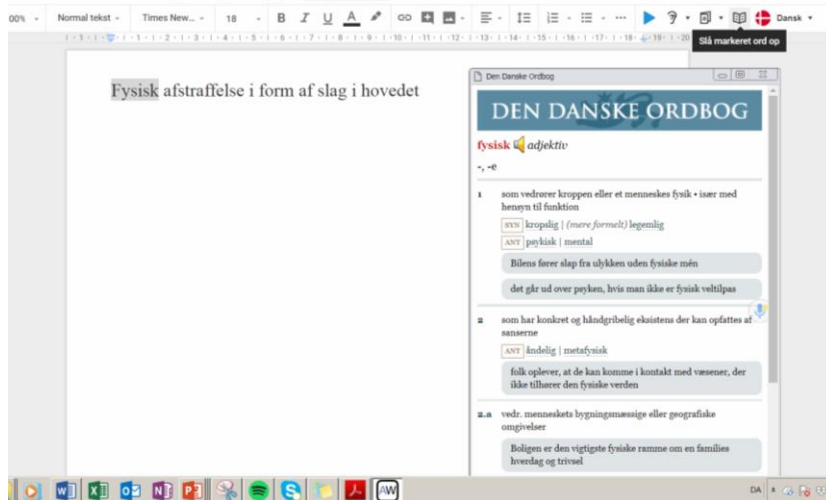 00%
Normal tekst
Times New...
18
B I U A
Dansk
Slå markeret ord op
Fysisk afstraffelse i form af slag i hovedet
Den Danske Ordbog
DEN DANSKE ORDBOG
fysisk adjektiv
-, -e
1 som vedrører kroppen eller et menneskes fysik • især med
hensyn til funktion
SYN kropslig | (mere formelt) legemlig
ANT psykisk | mental
Bilens fører slap fra ulykken uden fysiske mén
det går ud over psyken, hvis man ikke er fysisk veltilpas
2 som har konkret og håndgribelig eksistens der kan opfattes af
sanserne
ANT åndelig | metafysisk
folk oplever, at de kan komme i kontakt med væsener, der
ikke tilhører den fysiske verden
2.a vedr. menneskets bygningsmæssige eller geografiske
omgivelser
Boligen er den vigtigste fysiske ramme om en families
hverdag og trivsel
AW
DA